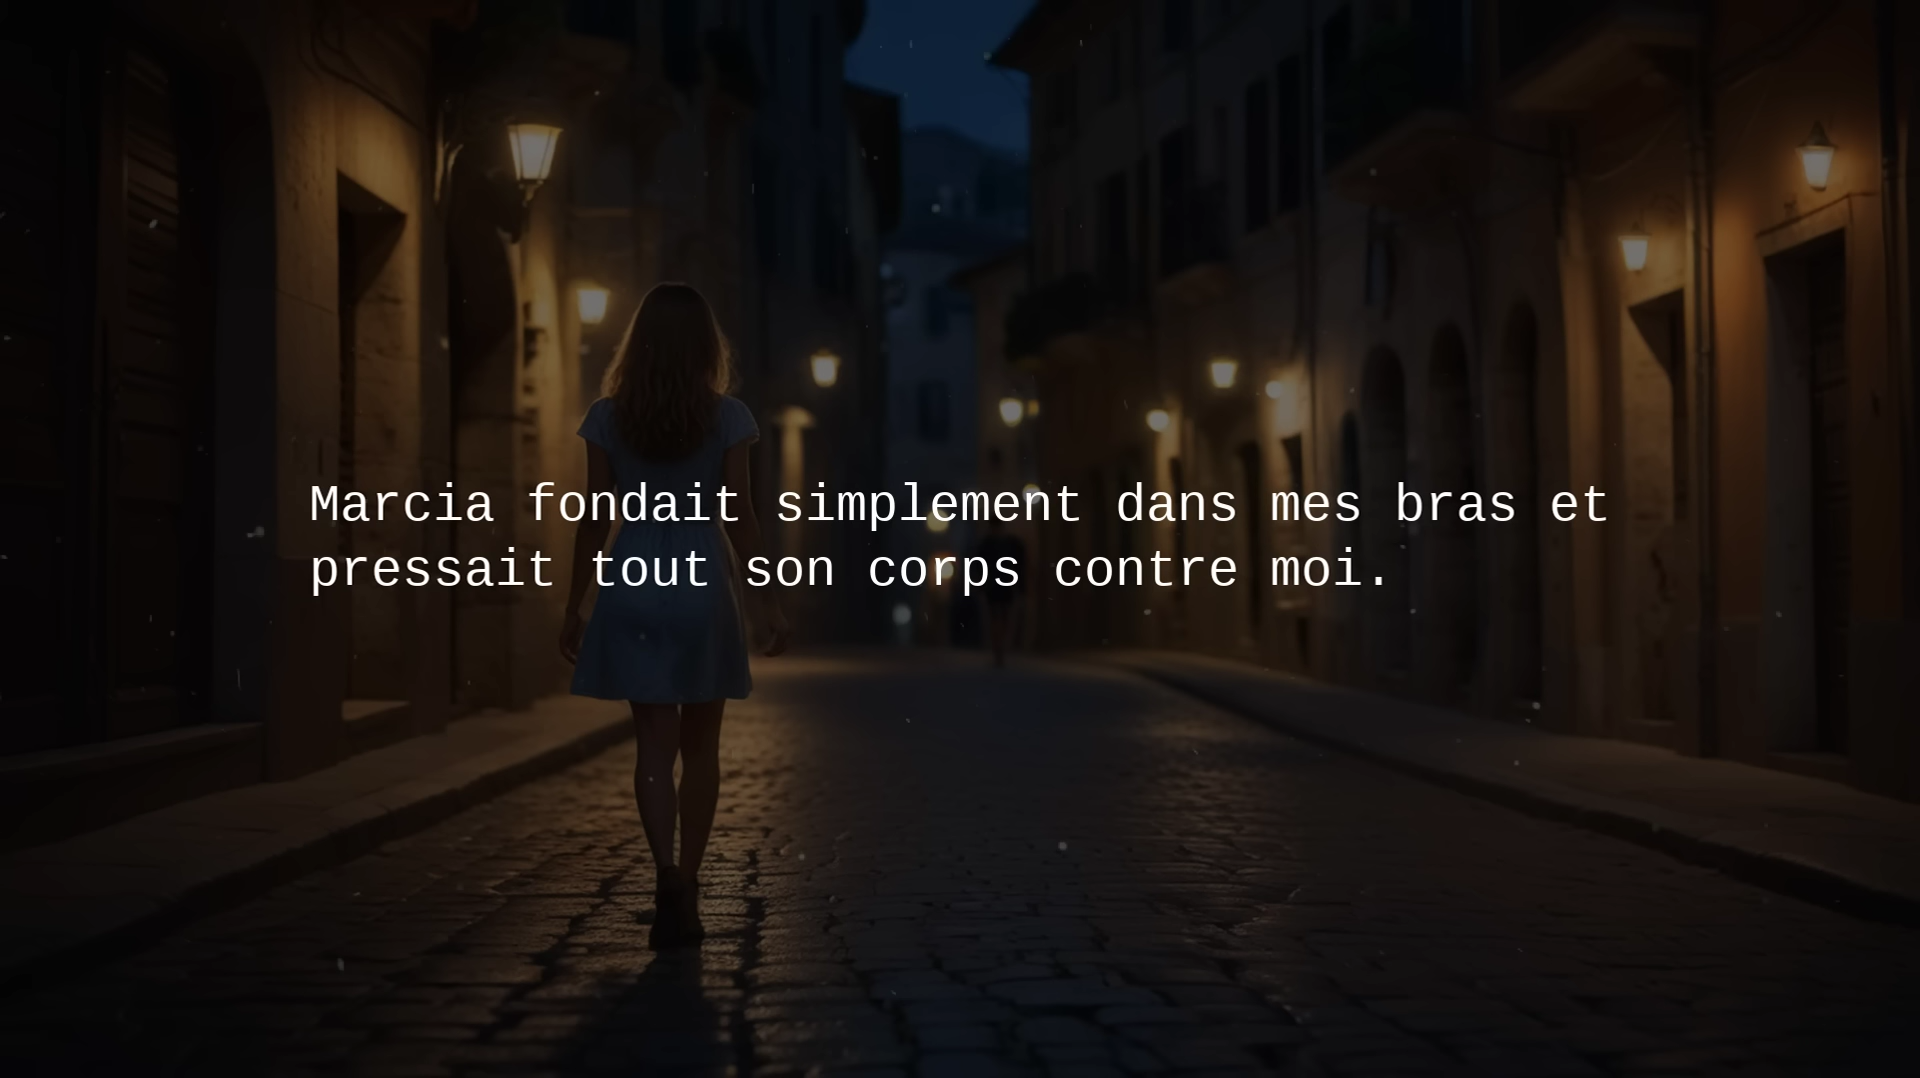 Marcia fondait simplement dans mes bras et
pressait tout son corps contre moi.